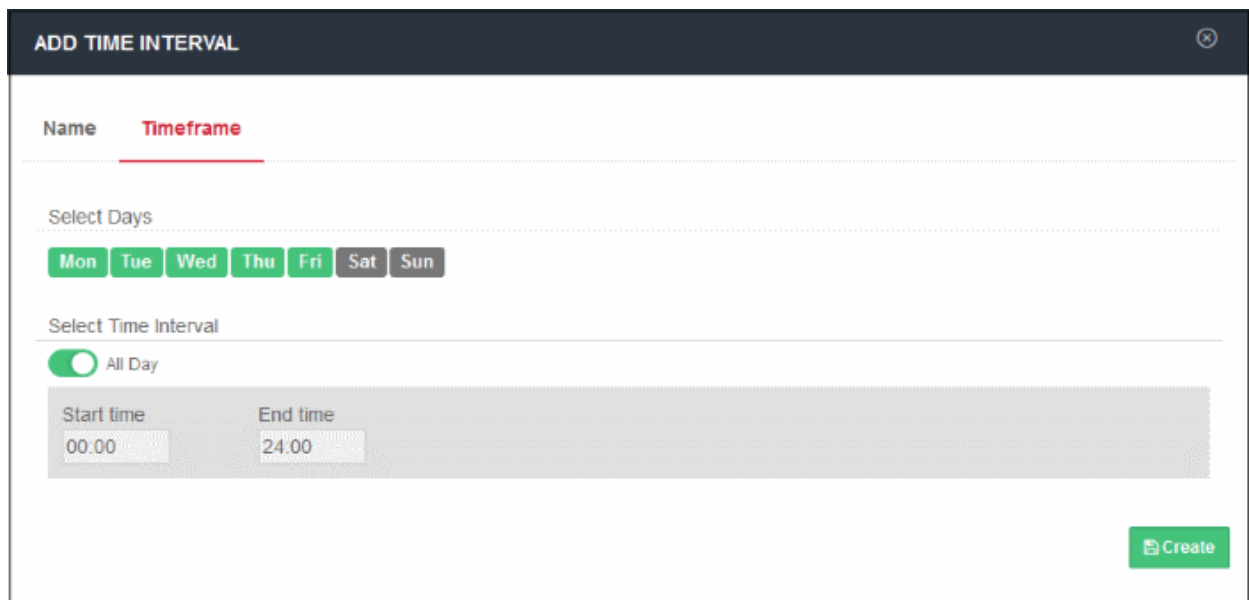 ADD TIME INTERVAL
Name Timeframe
Select Days
Mon Tue Wed Thu Fri Sat Sun
Select Time Interval
All Day
Start time End time
00:00 24:00
Create